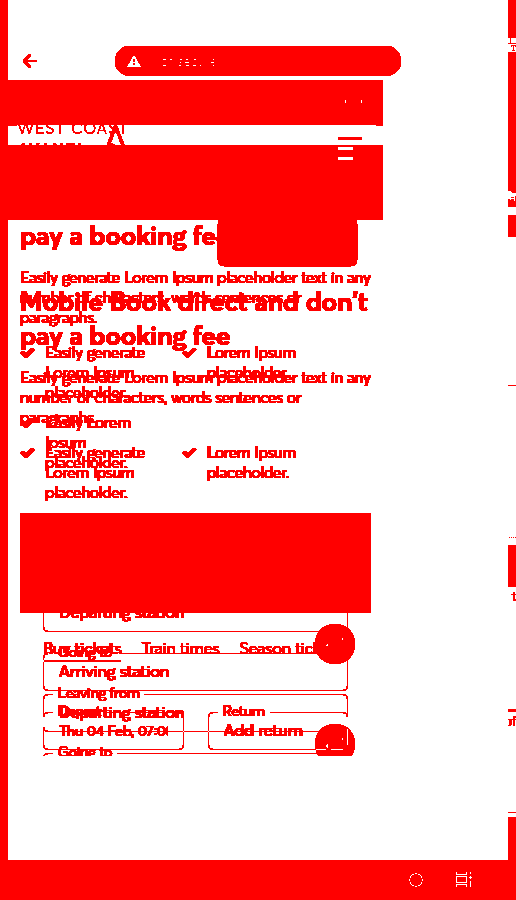 WEST COAST
pay a booking fe
Easily generate Lorem Ipsum placeholder text in any
number of characters, words sentences or
Mobile Book direct and don't
paragraphs.
pay a booking fee
Easily generate
Lorem Ipsum
placeholder.
Lorem Ipsum
placeholder.
Easily generate Lorem Ipsum placeholder text in any
number of characters, words sentences or
paragraphs.
Easily Lorem
Ipsum
placeholder.
Easily generate
Lorem Ipsum
placeholder.
Lorem Ipsum
placeholder.
Departing station
Buy tickets
Train times
Going to
Arriving station
Leaving from
Departing station
Return
Thu 04 Feb, 07:0
Add return
Going to